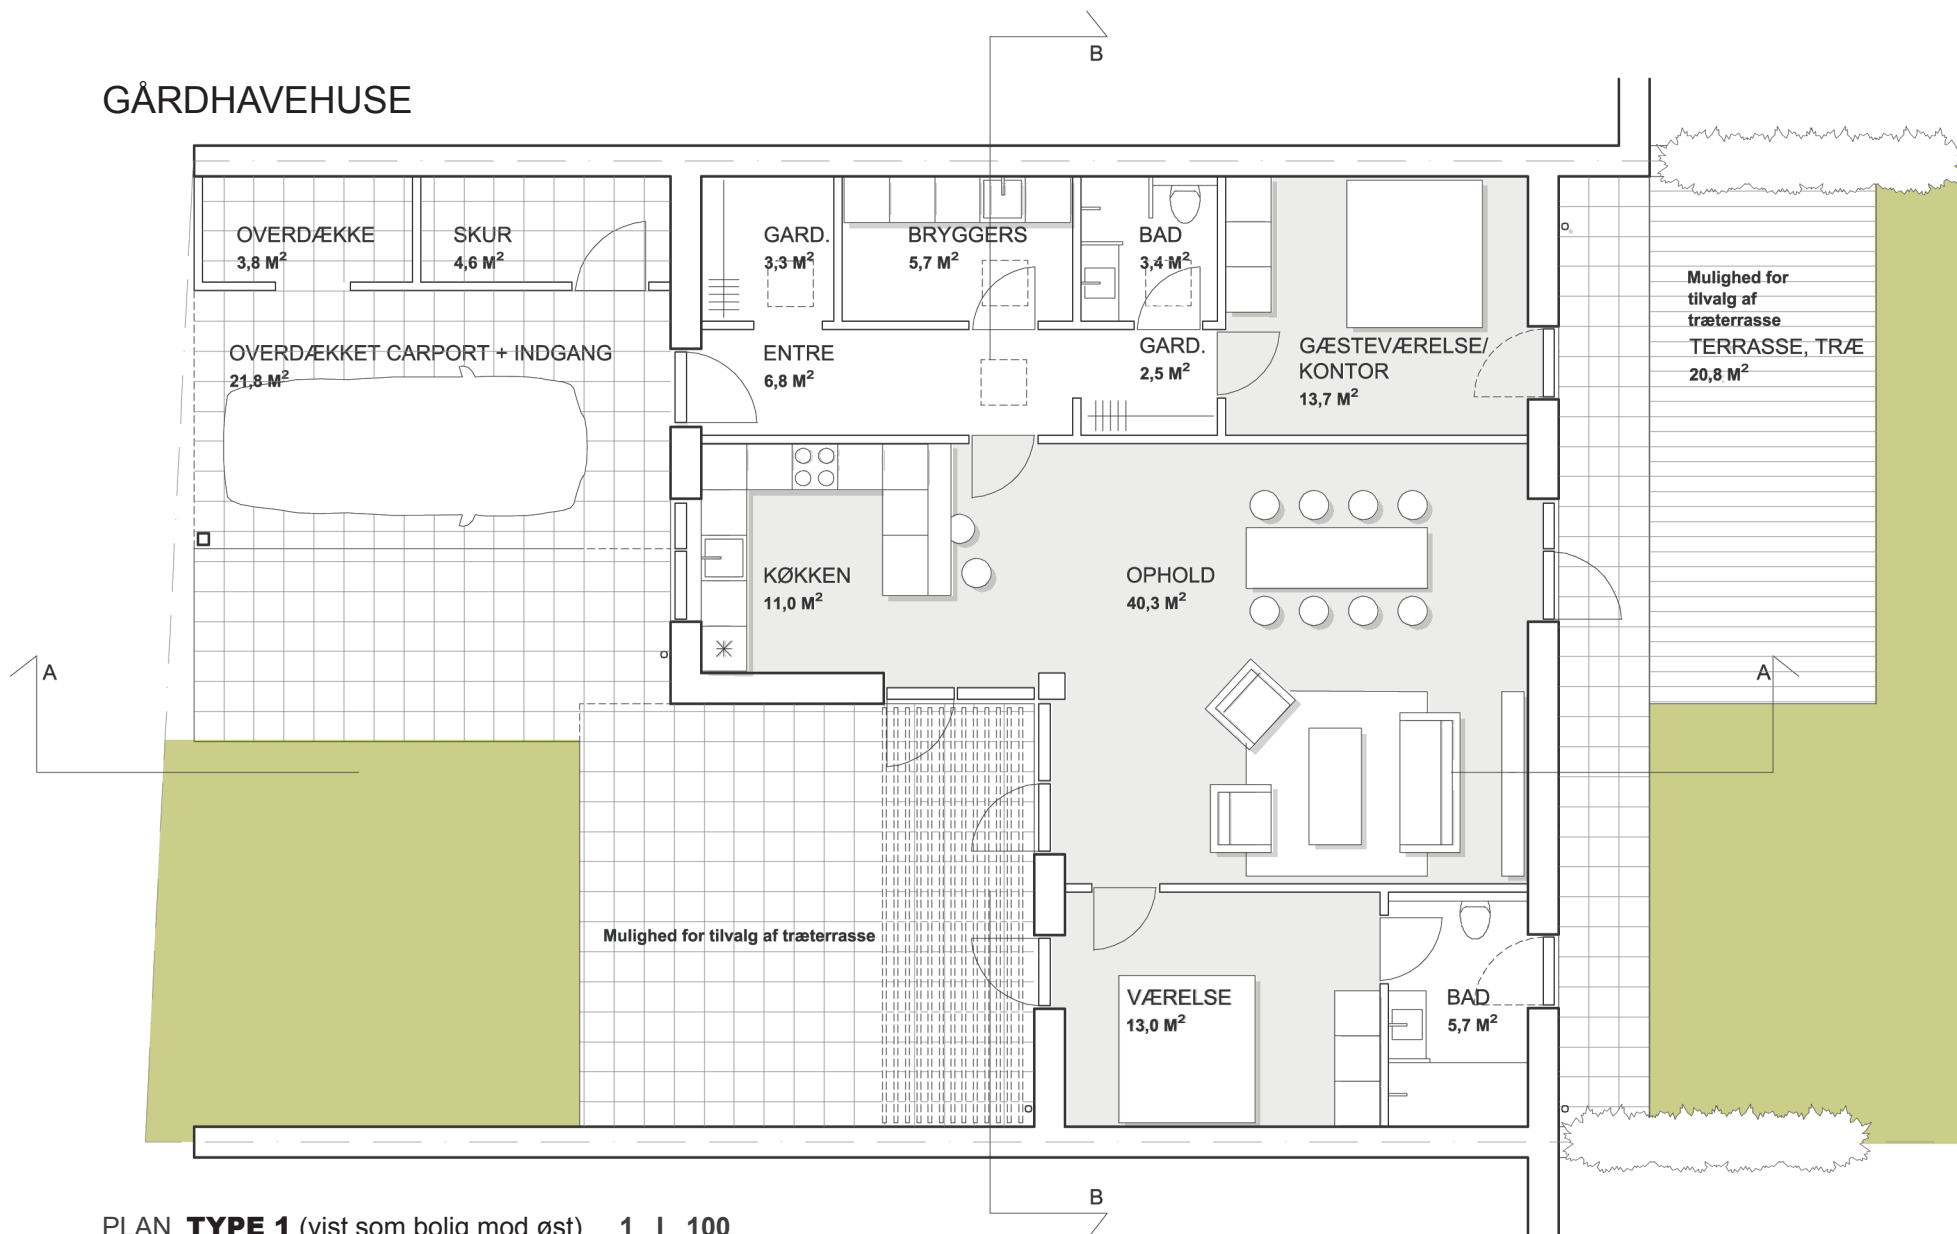 B
GÅRDHAVEHUSE
OVERDÆKKE
3,8 M²
SKUR
4,6 M²
GARD.
3,3 M²
BRYGGERS
5,7 M²
BAD
3,4 M²
Mulighed for
tilvalg af
træterrasse
TERRASSE, TRÆ
20,8 M²
OVERDÆKKET CARPORT + INDGANG
21,8 M²
ENTRE
6,8 M²
GARD.
2,5 M²
GÆSTEVÆRELSE/
KONTOR
13,7 M²
KØKKEN
11,0 M²
OPHOLD
40,3 M²
A
A
Mulighed for tilvalg af træterrasse
VÆRELSE
13,0 M²
BAD
5,7 M²
B
PLAN TYPE 1 (vist som bolig mod øst) 1 I 100